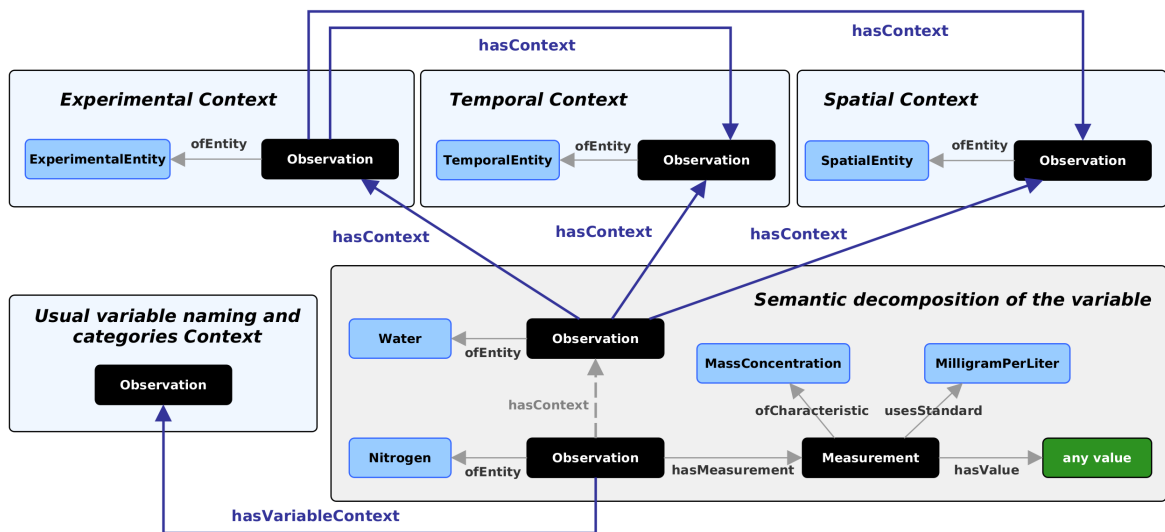 hasContext
hasContext
Experimental Context
Temporal Context
Spatial Context
ExperimentalEntity
ofEntity
Observation
TemporalEntity
ofEntity
Observation
SpatialEntity
ofEntity
Observation
hasContext
hasContext
hasContext
Usual variable naming and
categories Context
Observation
Semantic decomposition of the variable
Water
ofEntity
Observation
MassConcentration
MilligramPerLiter
hasContext
ofCharacteristic
usesStandard
Nitrogen
ofEntity
Observation
hasMeasurement
Measurement
hasValue
any value
hasVariableContext